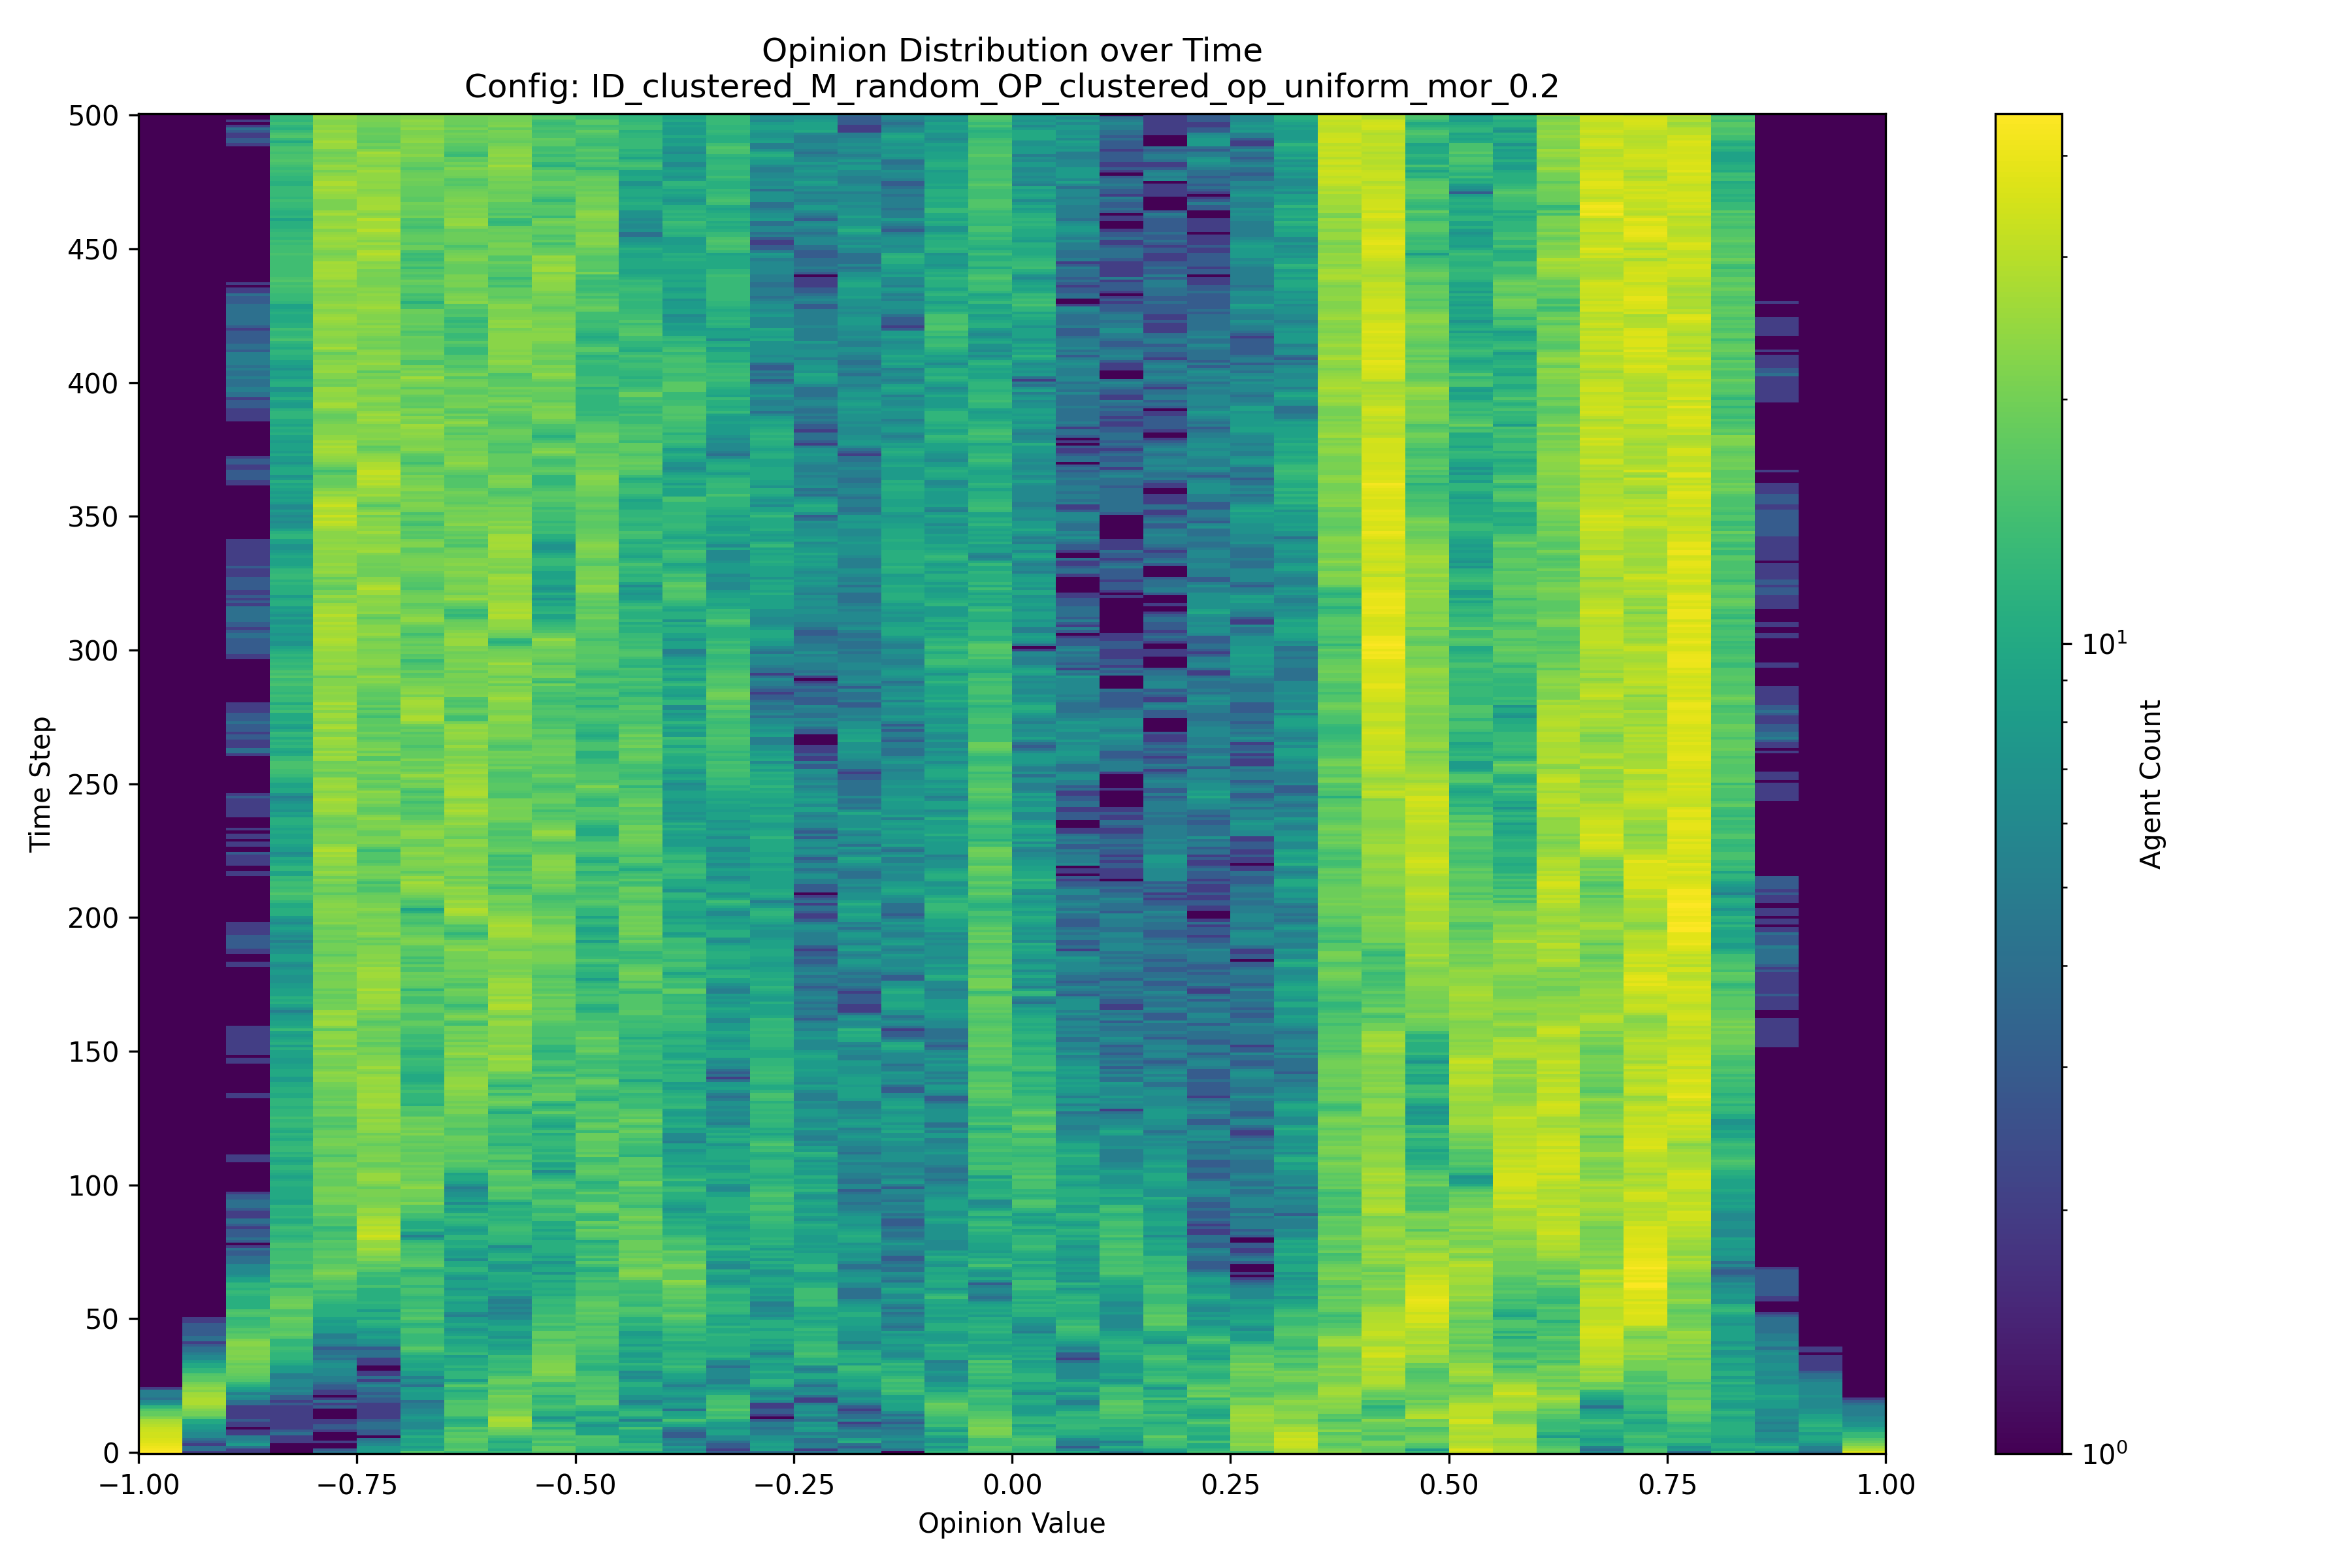 Opinion Distribution over Time
Config: ID_clustered_M_random_OP_clustered_op_uniform_mor_0.2
500
450
400
350
300
250
200
150
100
50
0
Time Step
−1.00 −0.75 −0.50 −0.25 0.00 0.25 0.50 0.75 1.00
Opinion Value
10¹
10⁰
Agent Count